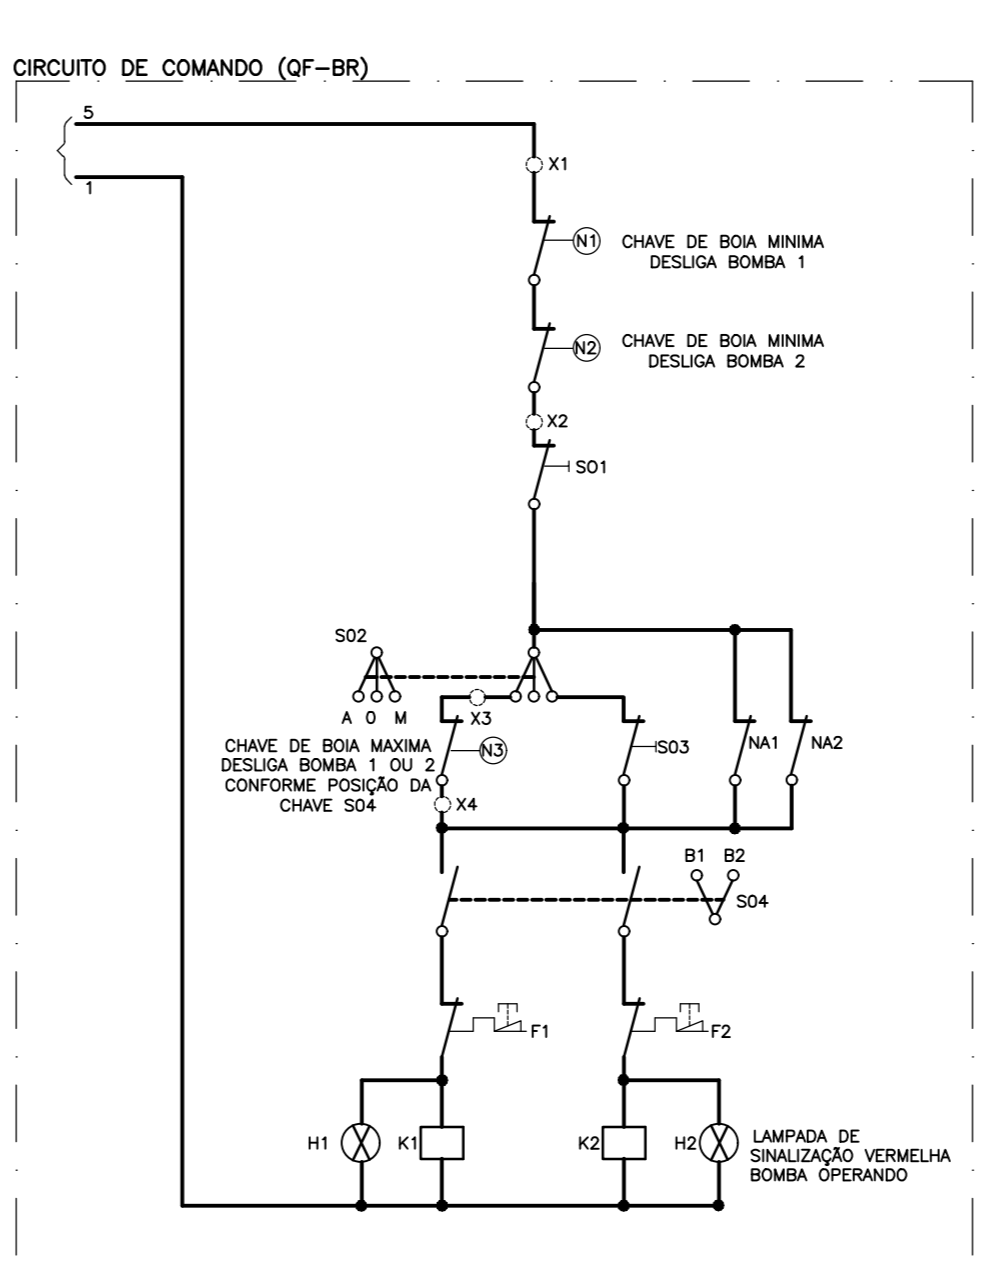 CIRCUITO DE COMANDO (QF-BR)
5
1
X1
N1
CHAVE DE BOIA MINIMA
DESLIGA BOMBA 1
N2
CHAVE DE BOIA MINIMA
DESLIGA BOMBA 2
X2
S01
S02
A O M
X3
CHAVE DE BOIA MAXIMA
DESLIGA BOMBA 1 OU 2
CONFORME POSIÇÃO DA
CHAVE S04
N3
X4
S03
NA1
NA2
B1 B2
S04
F1
F2
H1
K1
K2
H2
LAMPADA DE
SINALIZAÇÃO VERMELHA
BOMBA OPERANDO